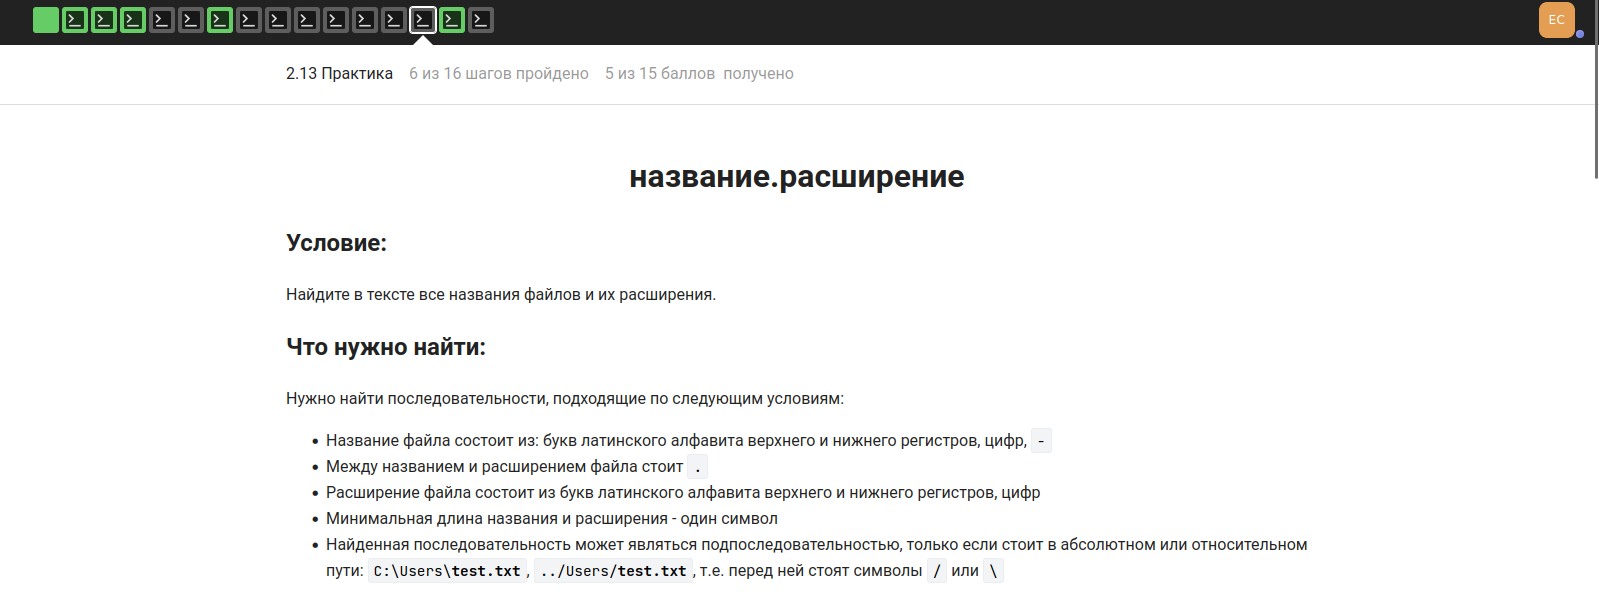 EC
2.13 Практика 6 из 16 шагов пройдено 5 из 15 баллов получено
название.расширение
Условие:
Найдите в тексте все названия файлов и их расширения.
Что нужно найти:
Нужно найти последовательности, подходящие по следующим условиям:
• Название файла состоит из: букв латинского алфавита верхнего и нижнего регистров, цифр, -
• Между названием и расширением файла стоит .
• Расширение файла состоит из букв латинского алфавита верхнего и нижнего регистров, цифр
• Минимальная длина названия и расширения - один символ
• Найденная последовательность может являться подпоследовательностью, только если стоит в абсолютном или относительном
пути: C:\Users\test.txt, ../Users/test.txt, т.е. перед ней стоят символы / или \